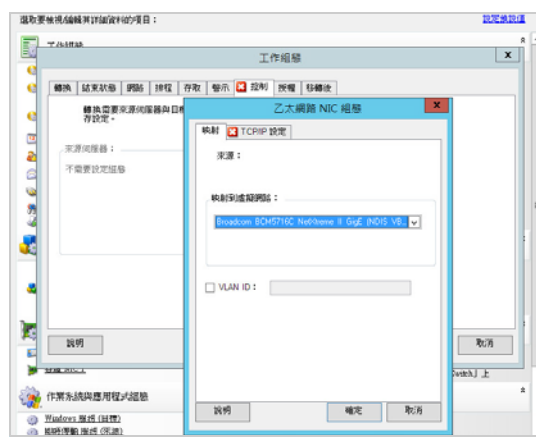 選取要檢視/編輯其詳細資料的項目：
設定預設值
工作組態
轉換 結束狀態 網路 排程 存取 警示 控制 授權 移轉後
轉換需要來源伺服器與目標
存設定。
來源伺服器：
不需要設定組態
乙太網路 NIC 組態
映射 TCP/IP 設定
來源：
映射到虛擬網路：
Broadcom BCM5716C NetXtreme II GigE (NDIS VB...
VLAN ID：
說明 確定 取消
說明 取消
作業系統與應用程式組態
Windows 服務 (目標)